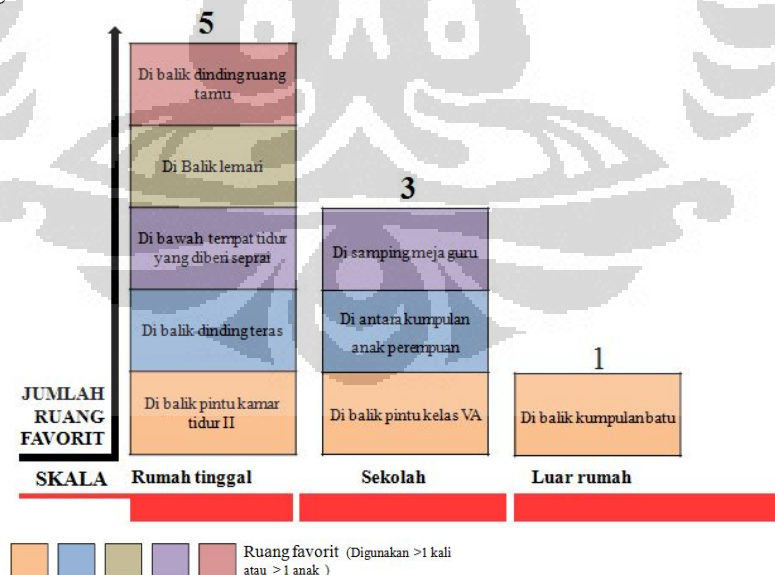 5
Di balik dinding ruang
tamu
Di Balik lemari
Di bawah tempat tidur
yang diberi seprai
Di balik dinding teras
Di balik pintu kamar
tidur II
3
Di samping meja guru
Di antara kumpulan
anak perempuan
Di balik pintu kelas VA
1
Di balik kumpulan batu
JUMLAH
RUANG
FAVORIT
SKALA
Rumah tinggal
Sekolah
Luar rumah
Ruang favorit (Digunakan >1 kali
atau > 1 anak )